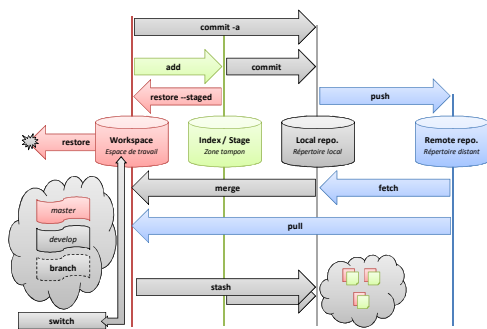 commit -a
add
commit
restore --staged
push
restore
Workspace
Espace de travail
Index / Stage
Zone tampon
Local repo.
Répertoire local
Remote repo.
Répertoire distant
merge
fetch
master
develop
branch
pull
stash
switch